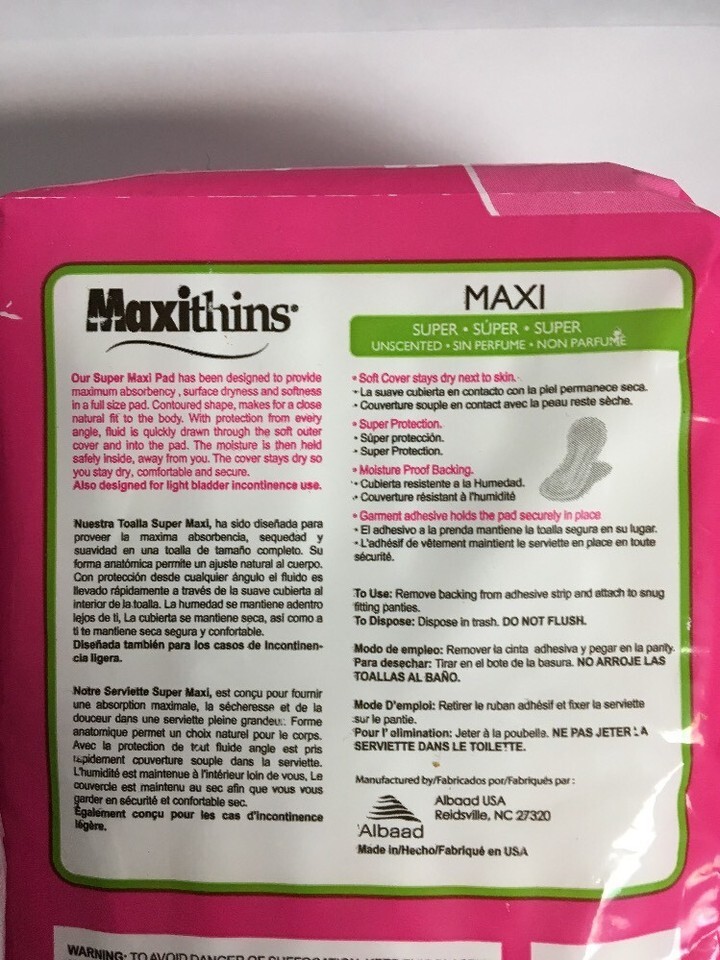 Maxithins
Our Super Maxi Pad has been designed to provide
maximum absorbency , surface dryness and softness
in a full size pad. Contoured shape, makes for a close
natural fit to the body. With protection from every
angle, fluid is quickly drawn through the soft outer
cover and into the pad. The moisture is then held
safely inside, away from you. The cover stays dry so
you stay dry, comfortable and secure.
Also designed for light bladder incontinence use.
Nuestra Toalla Super Maxi, ha sido diseñada para
proveer la maxima absorbencia, sequedad y
suavidad en una toalla de tamaño completo. Su
forma anatómica permite un ajuste natural al cuerpo.
Con protección desde cualquier ángulo el fluido es
llevado rápidamente a través de la suave cubierta al
interior de la toalla. La humedad se mantiene adentro
lejos de ti, La cubierta se mantiene seca, así como a
ti te mantiene seca segura y confortable.
Diseñada también para los casos de Incontinen-
cia ligera.
Notre Serviette Super Maxi, est conçu pour fournir
une absorption maximale, la sécheresse et de la
douceur dans une serviette pleine grandeur. Forme
anatomique permet un choix naturel pour le corps.
Avec la protection de tout fluide angle est pris
rapidement couverture souple dans la serviette.
L'humidité est maintenue à l'intérieur loin de vous, Le
couvercle est maintenu au sec afin que vous vous
garder en sécurité et confortable sec.
Également conçu pour les cas d'incontinence
légère.
MAXI
SUPER • SÚPER • SUPER
UNSCENTED • SIN PERFUME • NON PARFUMÉ
• Soft Cover stays dry next to skin.
• La suave cubierta en contacto con la piel permanece seca.
• Couverture souple en contact avec la peau reste sèche.
• Super Protection.
• Súper protección.
• Super Protection.
• Moisture Proof Backing.
• Cubierta resistente a la Humedad.
• Couverture résistant à l'humidité
• Garment adhesive holds the pad securely in place
• El adhesivo a la prenda mantiene la toalla segura en su lugar.
• L'adhésif de vêtement maintient le serviette en place en toute
sécurité.
To Use: Remove backing from adhesive strip and attach to snug
fitting panties.
To Dispose: Dispose in trash. DO NOT FLUSH.
Modo de empleo: Remover la cinta adhesiva y pegar en la panty.
Para desechar: Tirar en el bote de la basura. NO ARROJE LAS
TOALLAS AL BAÑO.
Mode D'emploi: Retirer le ruban adhésif et fixer la serviette
sur le pantie.
Pour l' olimination: Jeter à la poubelle. NE PAS JETER LA
SERVIETTE DANS LE TOILETTE.
Manufactured by/Fabricados por/Fabriqués par :
Albaad
Albaad USA
Reidsville, NC 27320
Made in/Hecho/Fabriqué en USA
WARNING: TO AVOID DANGER OF SUFFOCATION, KEEP THIS